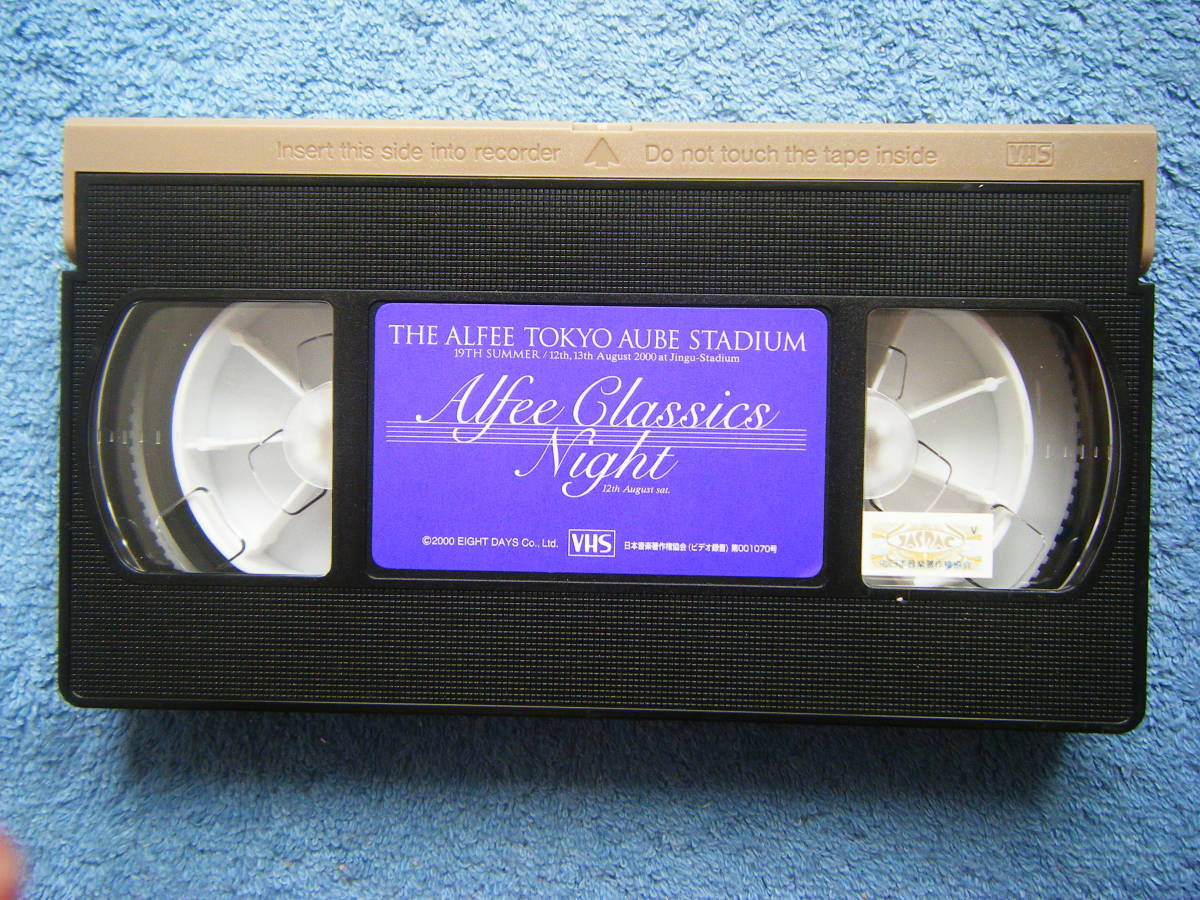 Insert this side into recorder Do not touch the tape inside VHS
THE ALFEE TOKYO AUBE STADIUM
19TH SUMMER / 12th, 13th August 2000 at Jingu-Stadium
Alfee Classics
Night
12th August sat.
©2000 EIGHT DAYS Co., Ltd. VHS 日本音楽著作権協会(ビデオ録音)第001070号
V
JASRAC